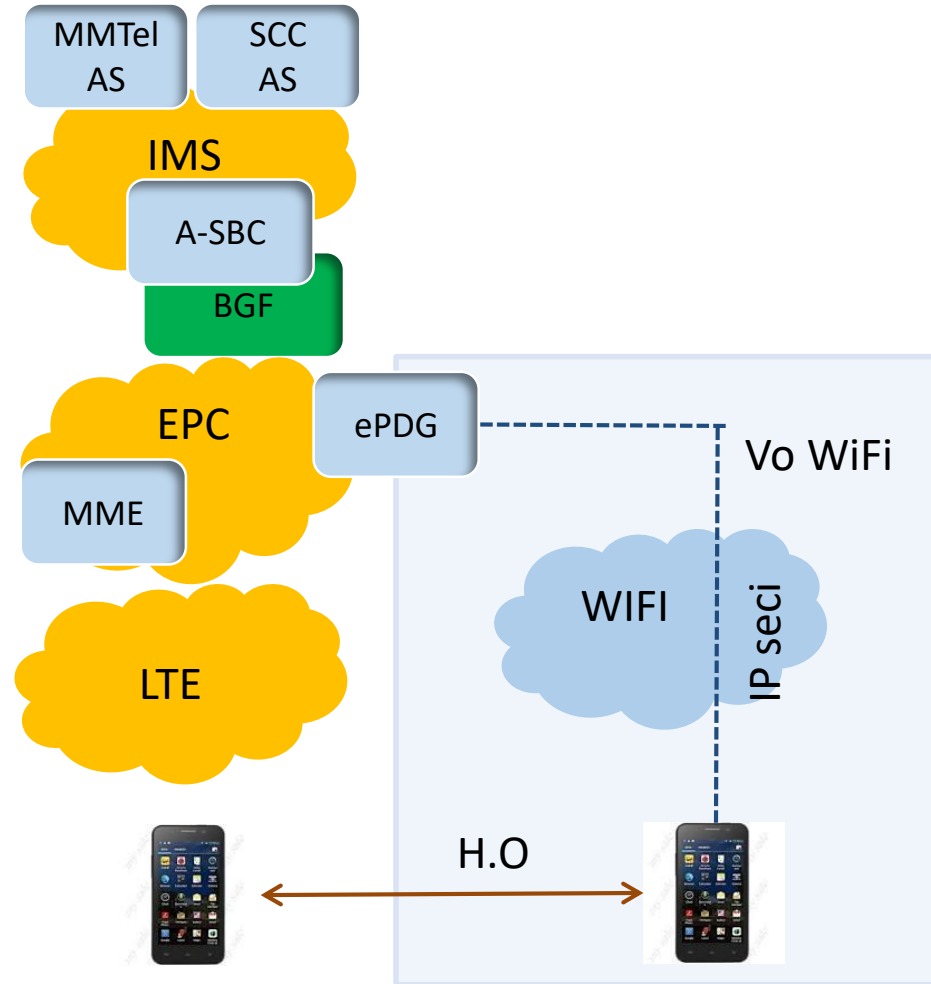 MMTel
AS
SCC
AS
IMS
A-SBC
BGF
EPC
ePDG
MME
Vo WiFi
WIFI
IP seci
LTE
H.O